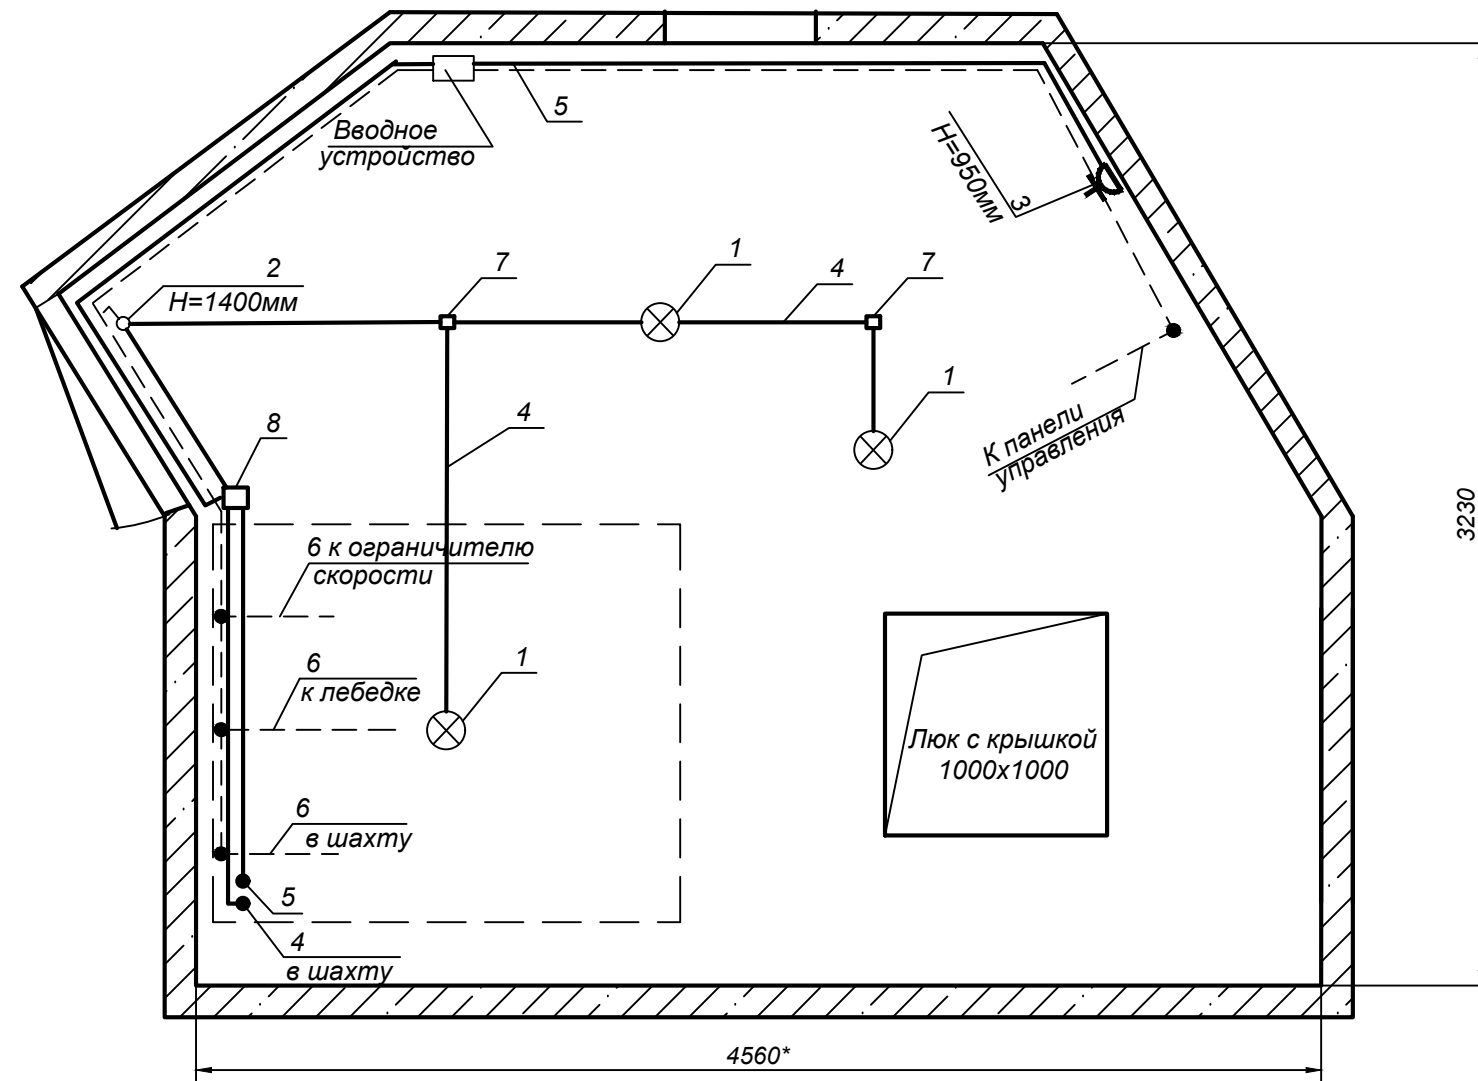 5
Вводное
устройство
H=950мм
3
2
H=1400мм
7
1
4
7
1
К панели
управления
4
8
3230
6 к ограничителю
скорости
6
к лебедке
1
Люк с крышкой
1000х1000
6
в шахту
5
4
в шахту
4560*